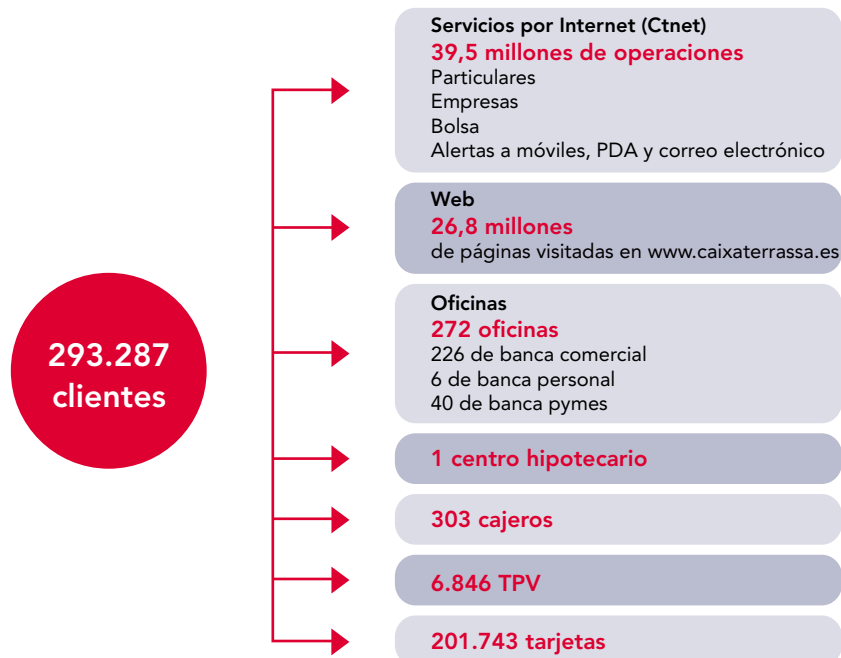 293.287
clientes
Servicios por Internet (Ctnet)
39,5 millones de operaciones
Particulares
Empresas
Bolsa
Alertas a móviles, PDA y correo electrónico
Web
26,8 millones
de páginas visitadas en www.caixaterrassa.es
Oficinas
272 oficinas
226 de banca comercial
6 de banca personal
40 de banca pymes
1 centro hipotecario
303 cajeros
6.846 TPV
201.743 tarjetas